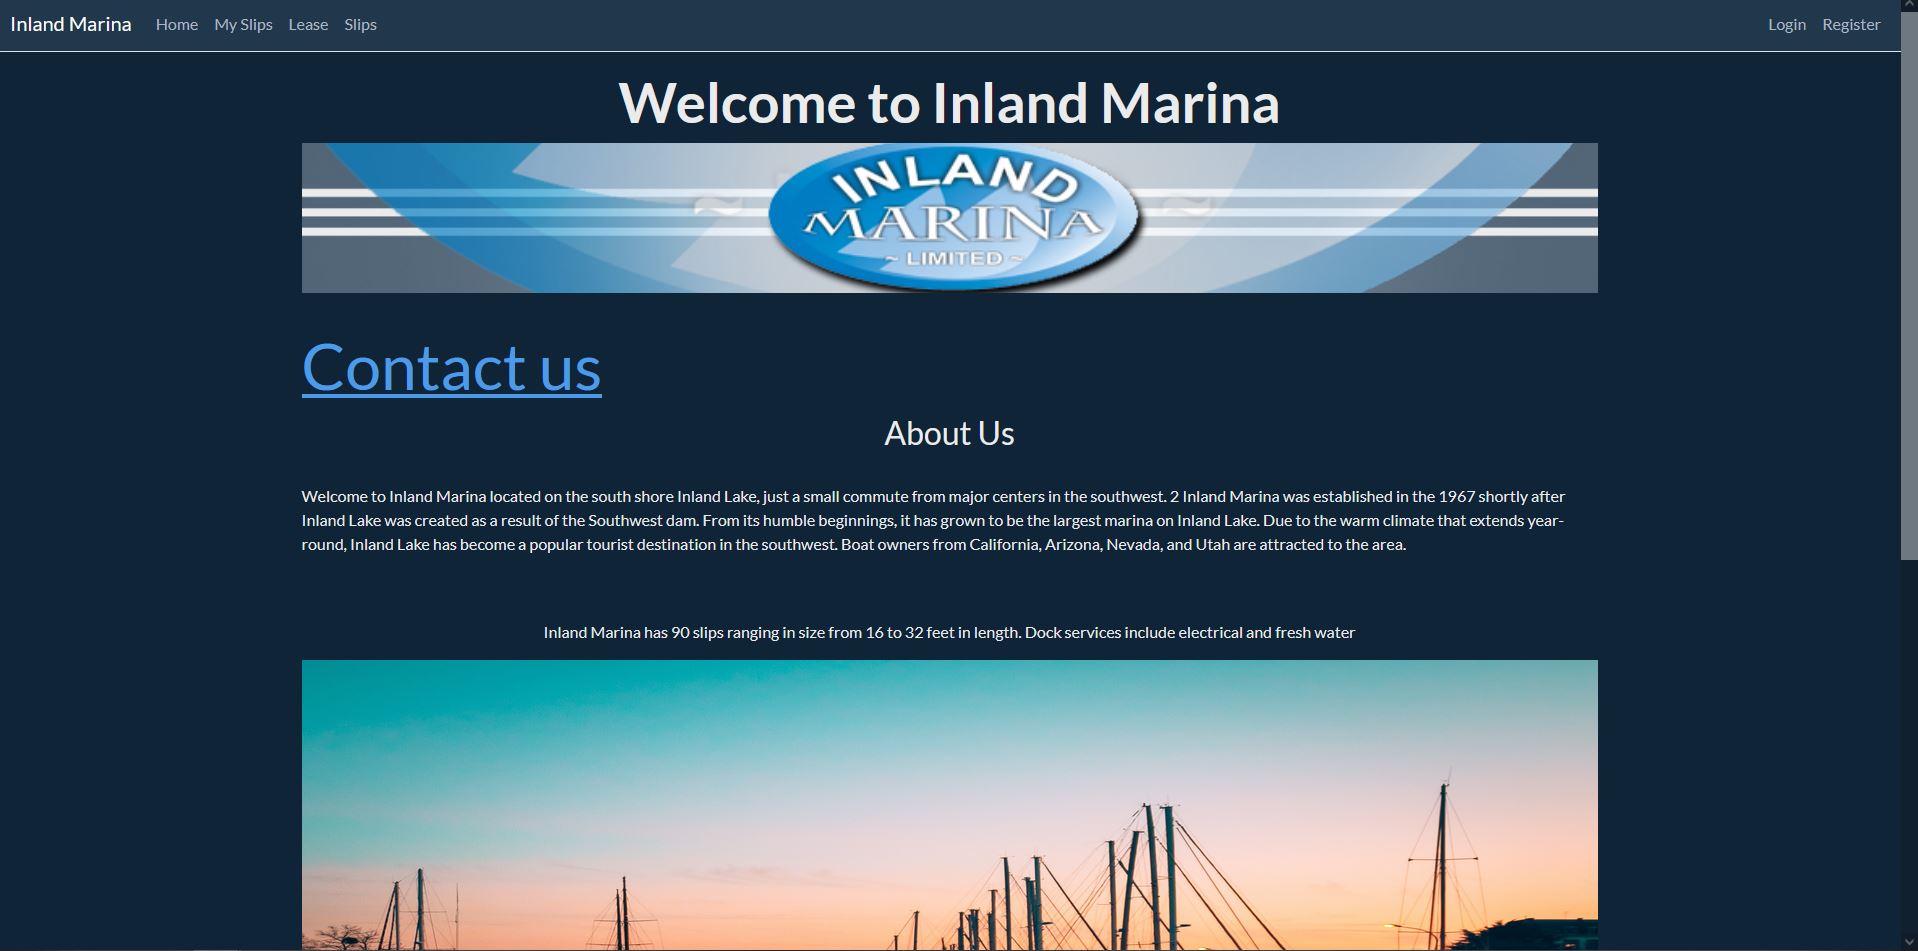 Inland Marina Home My Slips Lease Slips Login Register
Welcome to Inland Marina
INLAND
MARINA
~ LIMITED ~
Contact us
About Us
Welcome to Inland Marina located on the south shore Inland Lake, just a small commute from major centers in the southwest. 2 Inland Marina was established in the 1967 shortly after
Inland Lake was created as a result of the Southwest dam. From its humble beginnings, it has grown to be the largest marina on Inland Lake. Due to the warm climate that extends year-
round, Inland Lake has become a popular tourist destination in the southwest. Boat owners from California, Arizona, Nevada, and Utah are attracted to the area.
Inland Marina has 90 slips ranging in size from 16 to 32 feet in length. Dock services include electrical and fresh water